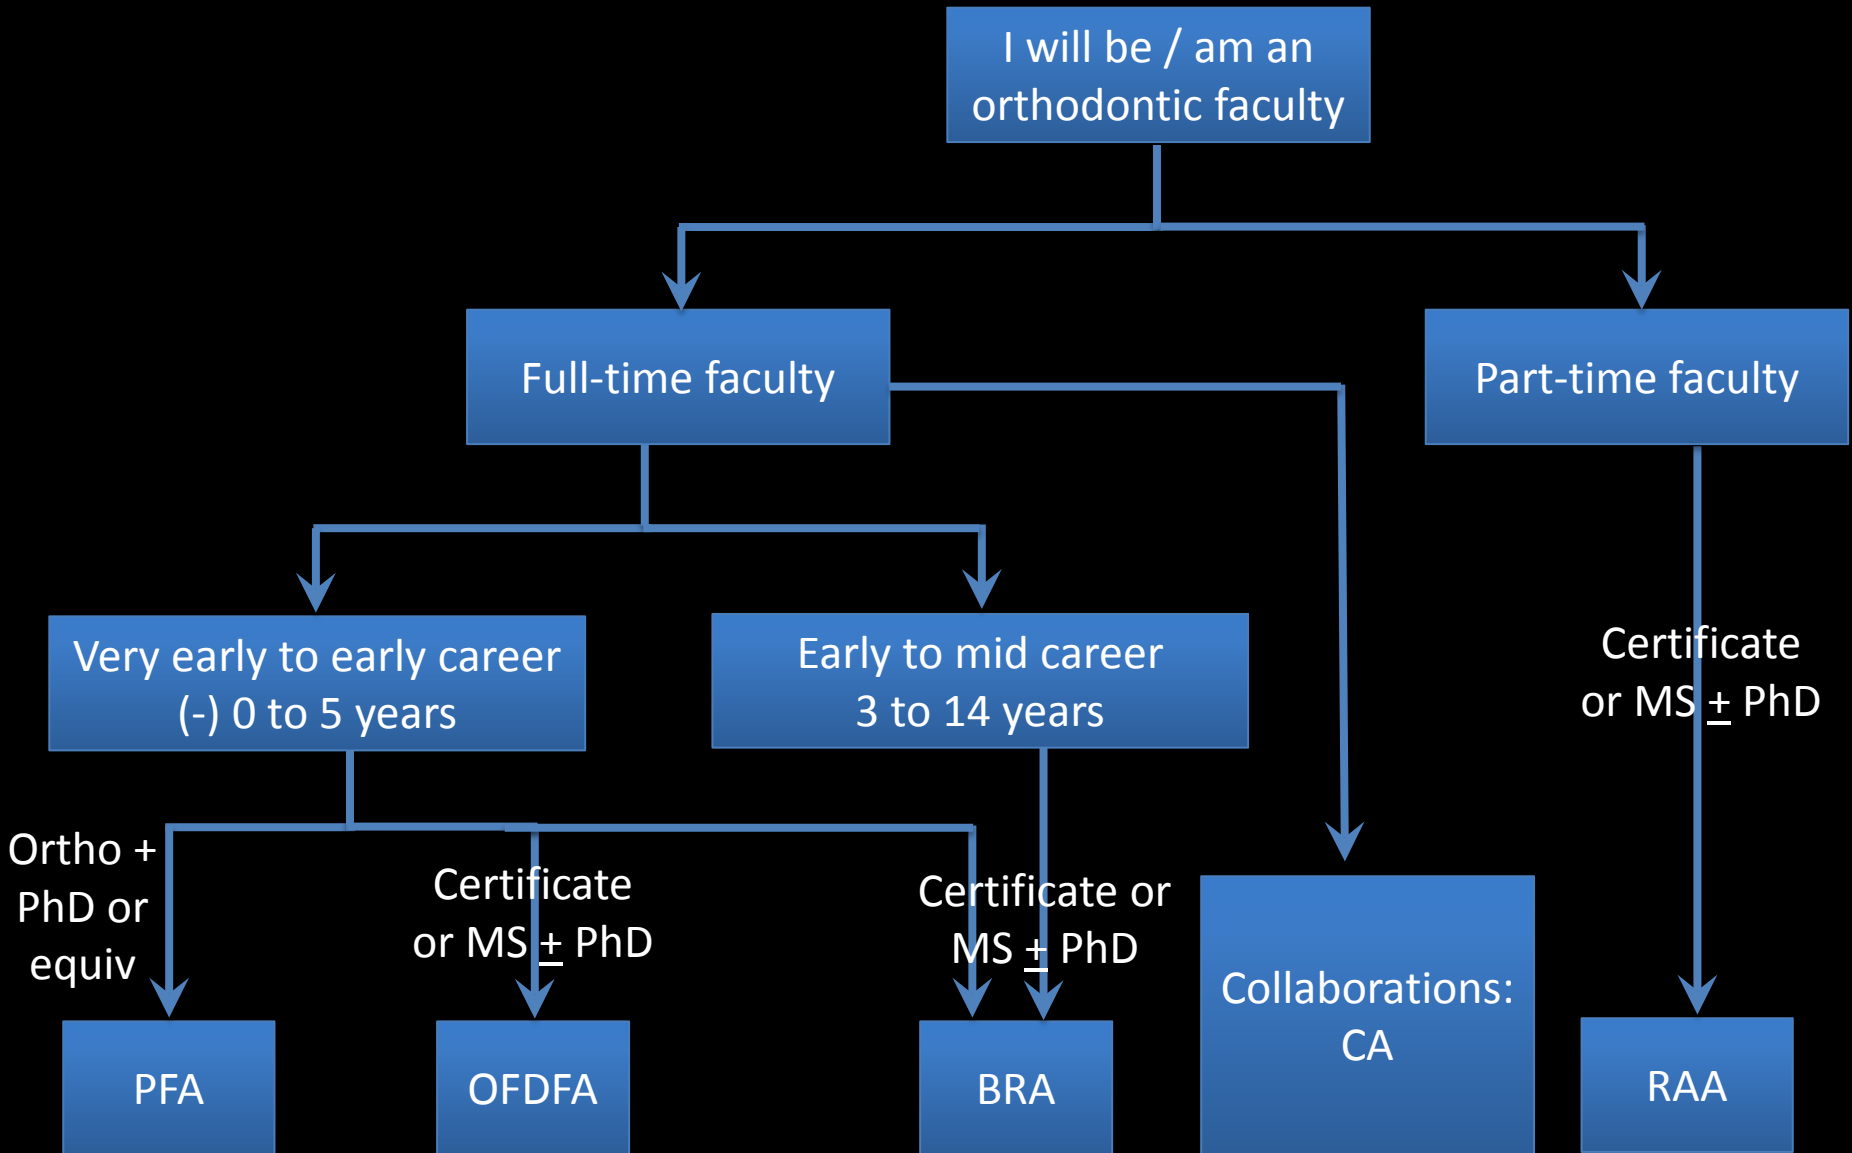 I will be / am an
orthodontic faculty
Full-time faculty
Part-time faculty
Very early to early career
(-) 0 to 5 years
Early to mid career
3 to 14 years
Certificate
or MS ± PhD
Ortho +
PhD or
equiv
Certificate
or MS ± PhD
Certificate or
MS ± PhD
Collaborations:
CA
PFA
OFDFA
BRA
RAA